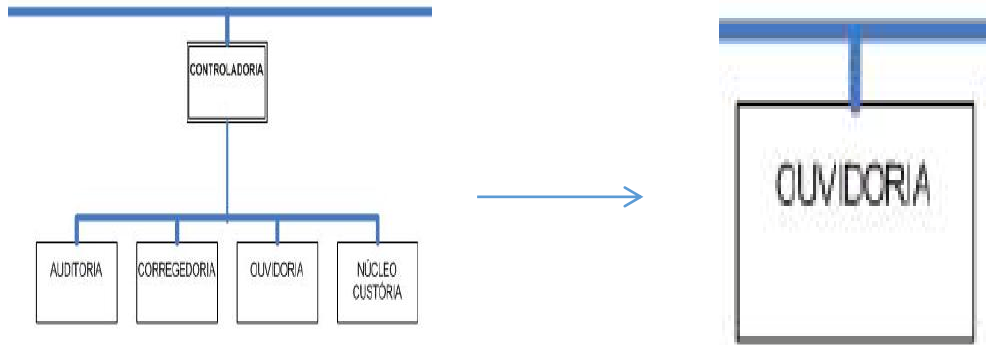 CONTROLADORIA
AUDITORIA
CORREGEDORIA
OUVIDORIA
NÚCLEO
CUSTÓRIA
OUVIDORIA